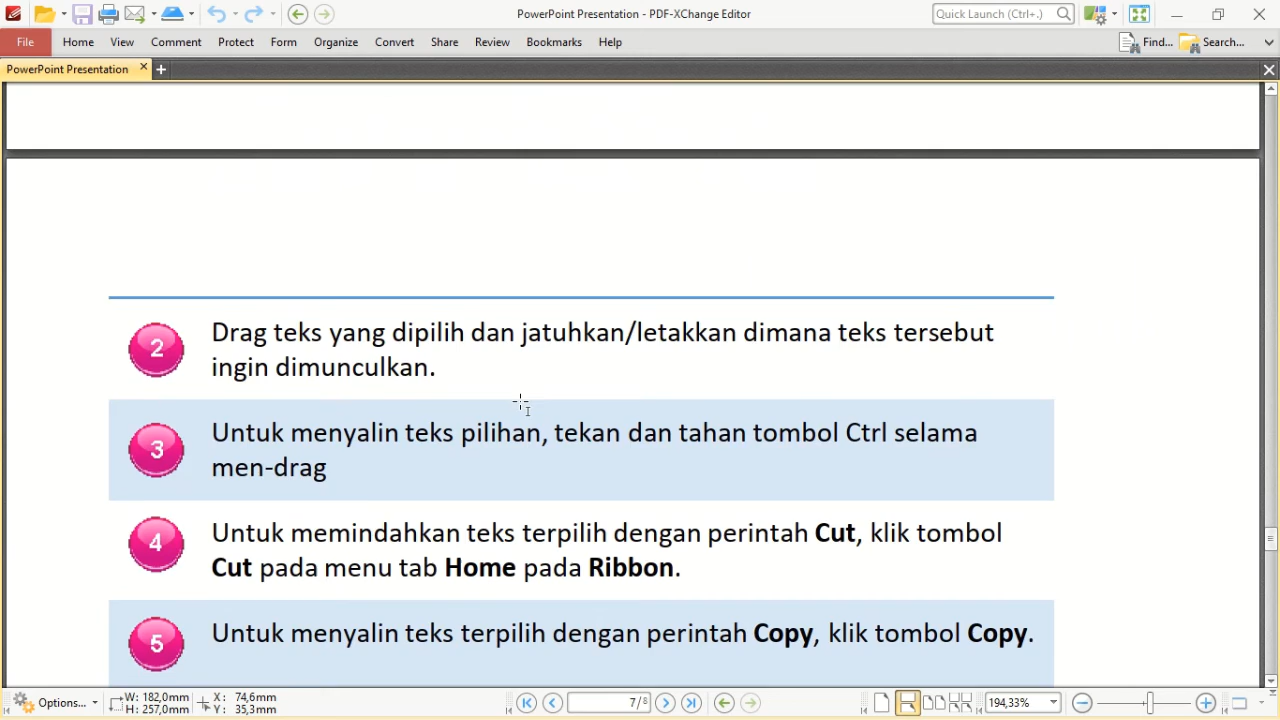 PowerPoint Presentation - PDF-XChange Editor
Quick Launch (Ctrl+.)
File Home View Comment Protect Form Organize Convert Share Review Bookmarks Help
Find... Search...
PowerPoint Presentation
2 Drag teks yang dipilih dan jatuhkan/letakkan dimana teks tersebut
ingin dimunculkan.
3 Untuk menyalin teks pilihan, tekan dan tahan tombol Ctrl selama
men-drag
4 Untuk memindahkan teks terpilih dengan perintah Cut, klik tombol
Cut pada menu tab Home pada Ribbon.
5 Untuk menyalin teks terpilih dengan perintah Copy, klik tombol Copy.
Options... W: 182,0mm X: 74,6mm 7/8 194,33%
H: 257,0mm Y: 35,3mm